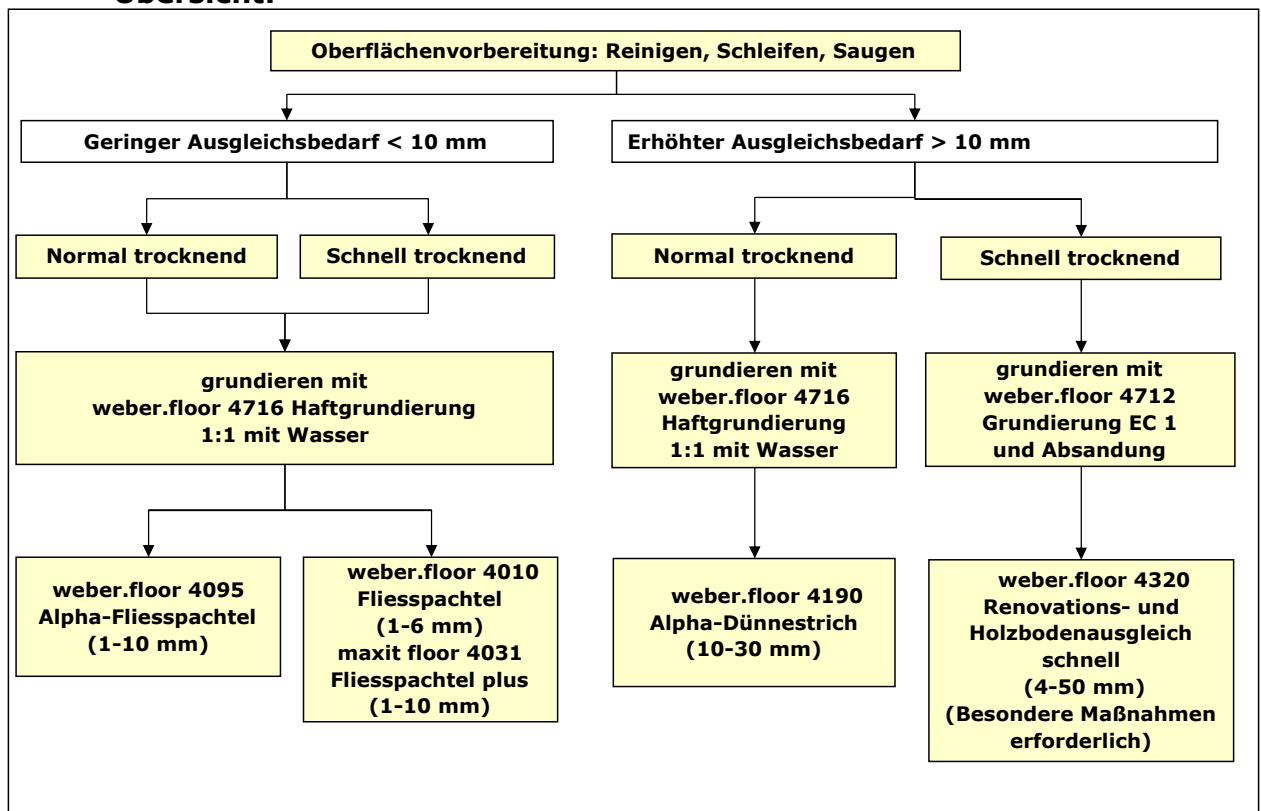 Übersicht:
Oberflächenvorbereitung: Reinigen, Schleifen, Saugen
Geringer Ausgleichsbedarf < 10 mm
Erhöhter Ausgleichsbedarf > 10 mm
Normal trocknend
Schnell trocknend
Normal trocknend
Schnell trocknend
grundieren mit
weber.floor 4716 Haftgrundierung
1:1 mit Wasser
grundieren mit
weber.floor 4716
Haftgrundierung
1:1 mit Wasser
grundieren mit
weber.floor 4712
Grundierung EC 1
und Absandung
weber.floor 4095
Alpha-Fliesspachtel
(1-10 mm)
weber.floor 4010
Fliesspachtel
(1-6 mm)
maxit floor 4031
Fliesspachtel plus
(1-10 mm)
weber.floor 4190
Alpha-Dünnestrich
(10-30 mm)
weber.floor 4320
Renovations- und
Holzbodenausgleich
schnell
(4-50 mm)
(Besondere Maßnahmen
erforderlich)